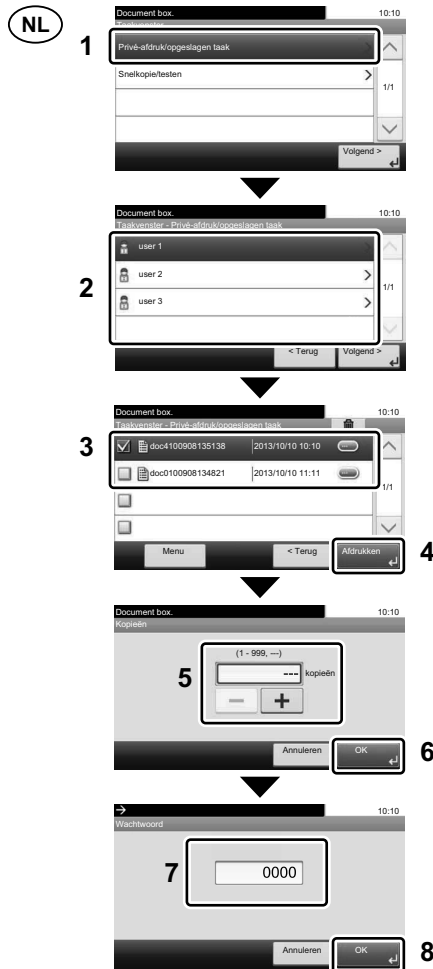 NL
Document box. 10:10
Taakvenster
1 Privé-afdruk/opgeslagen taak
Snelkopie/testen
1/1
Volgend >
Document box. 10:10
Taakvenster - Privé-afdruk/opgeslagen taak
user 1
2 user 2
1/1
user 3
< Terug Volgend >
Document box. 10:10
Taakvenster - Privé-afdruk/opgeslagen taak
3 doc4100908135138 2013/10/10 10:10
doc0100908134821 2013/10/10 11:11
1/1
Menu < Terug Afdrukken 4
Document box. 10:10
Kopieën
(1 - 999, ---)
5 --- kopieën
Annuleren OK 6
10:10
Wachtwoord
7 0000
Annuleren OK 8